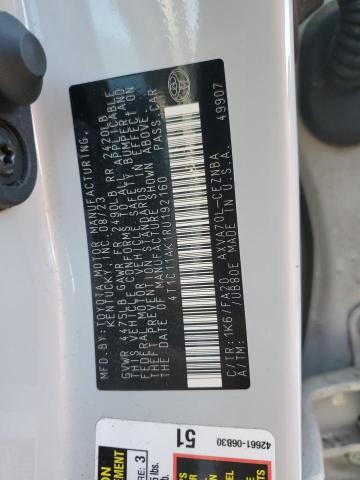 MFD. BY: TOYOTA MOTOR MANUFACTURING,
KENTUCKY, INC. 08/23
GVWR 4475LB GAWR FR 2490LB RR 2420LB
THIS VEHICLE CONFORMS TO ALL APPLICABLE
FEDERAL MOTOR VEHICLE SAFETY, BUMPER, AND
THEFT PREVENTION STANDARDS IN EFFECT ON THE DATE OF
MANUFACTURE SHOWN ABOVE.
4T1C11AK1RU192160 PASS. CAR
C/TR: 1K6/FA20 AXVA70L-CEZNBA
A/TM: /UB80E MADE IN U.S.A.
49907
42661-06B30
51